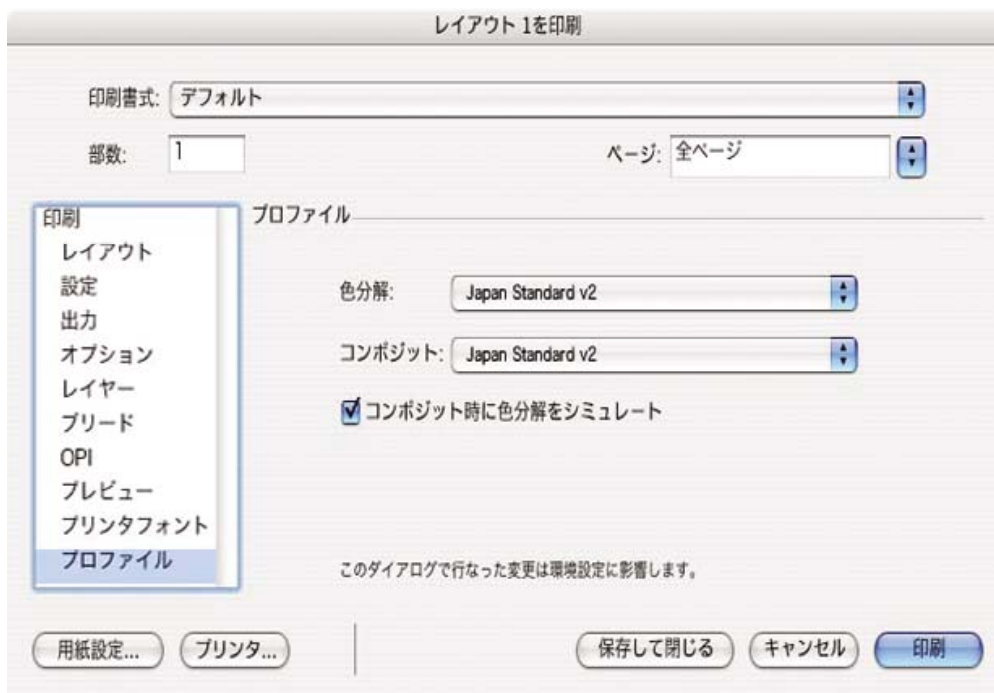 レイアウト 1を印刷
印刷書式: デフォルト
部数: 1 ページ: 全ページ
印刷
レイアウト
設定
出力
オプション
レイヤー
ブリード
OPI
プレビュー
プリンタフォント
プロファイル
プロファイル
色分解: Japan Standard v2
コンポジット: Japan Standard v2
コンポジット時に色分解をシミュレート
このダイアログで行なった変更は環境設定に影響します。
用紙設定... プリンタ... 保存して閉じる キャンセル 印刷